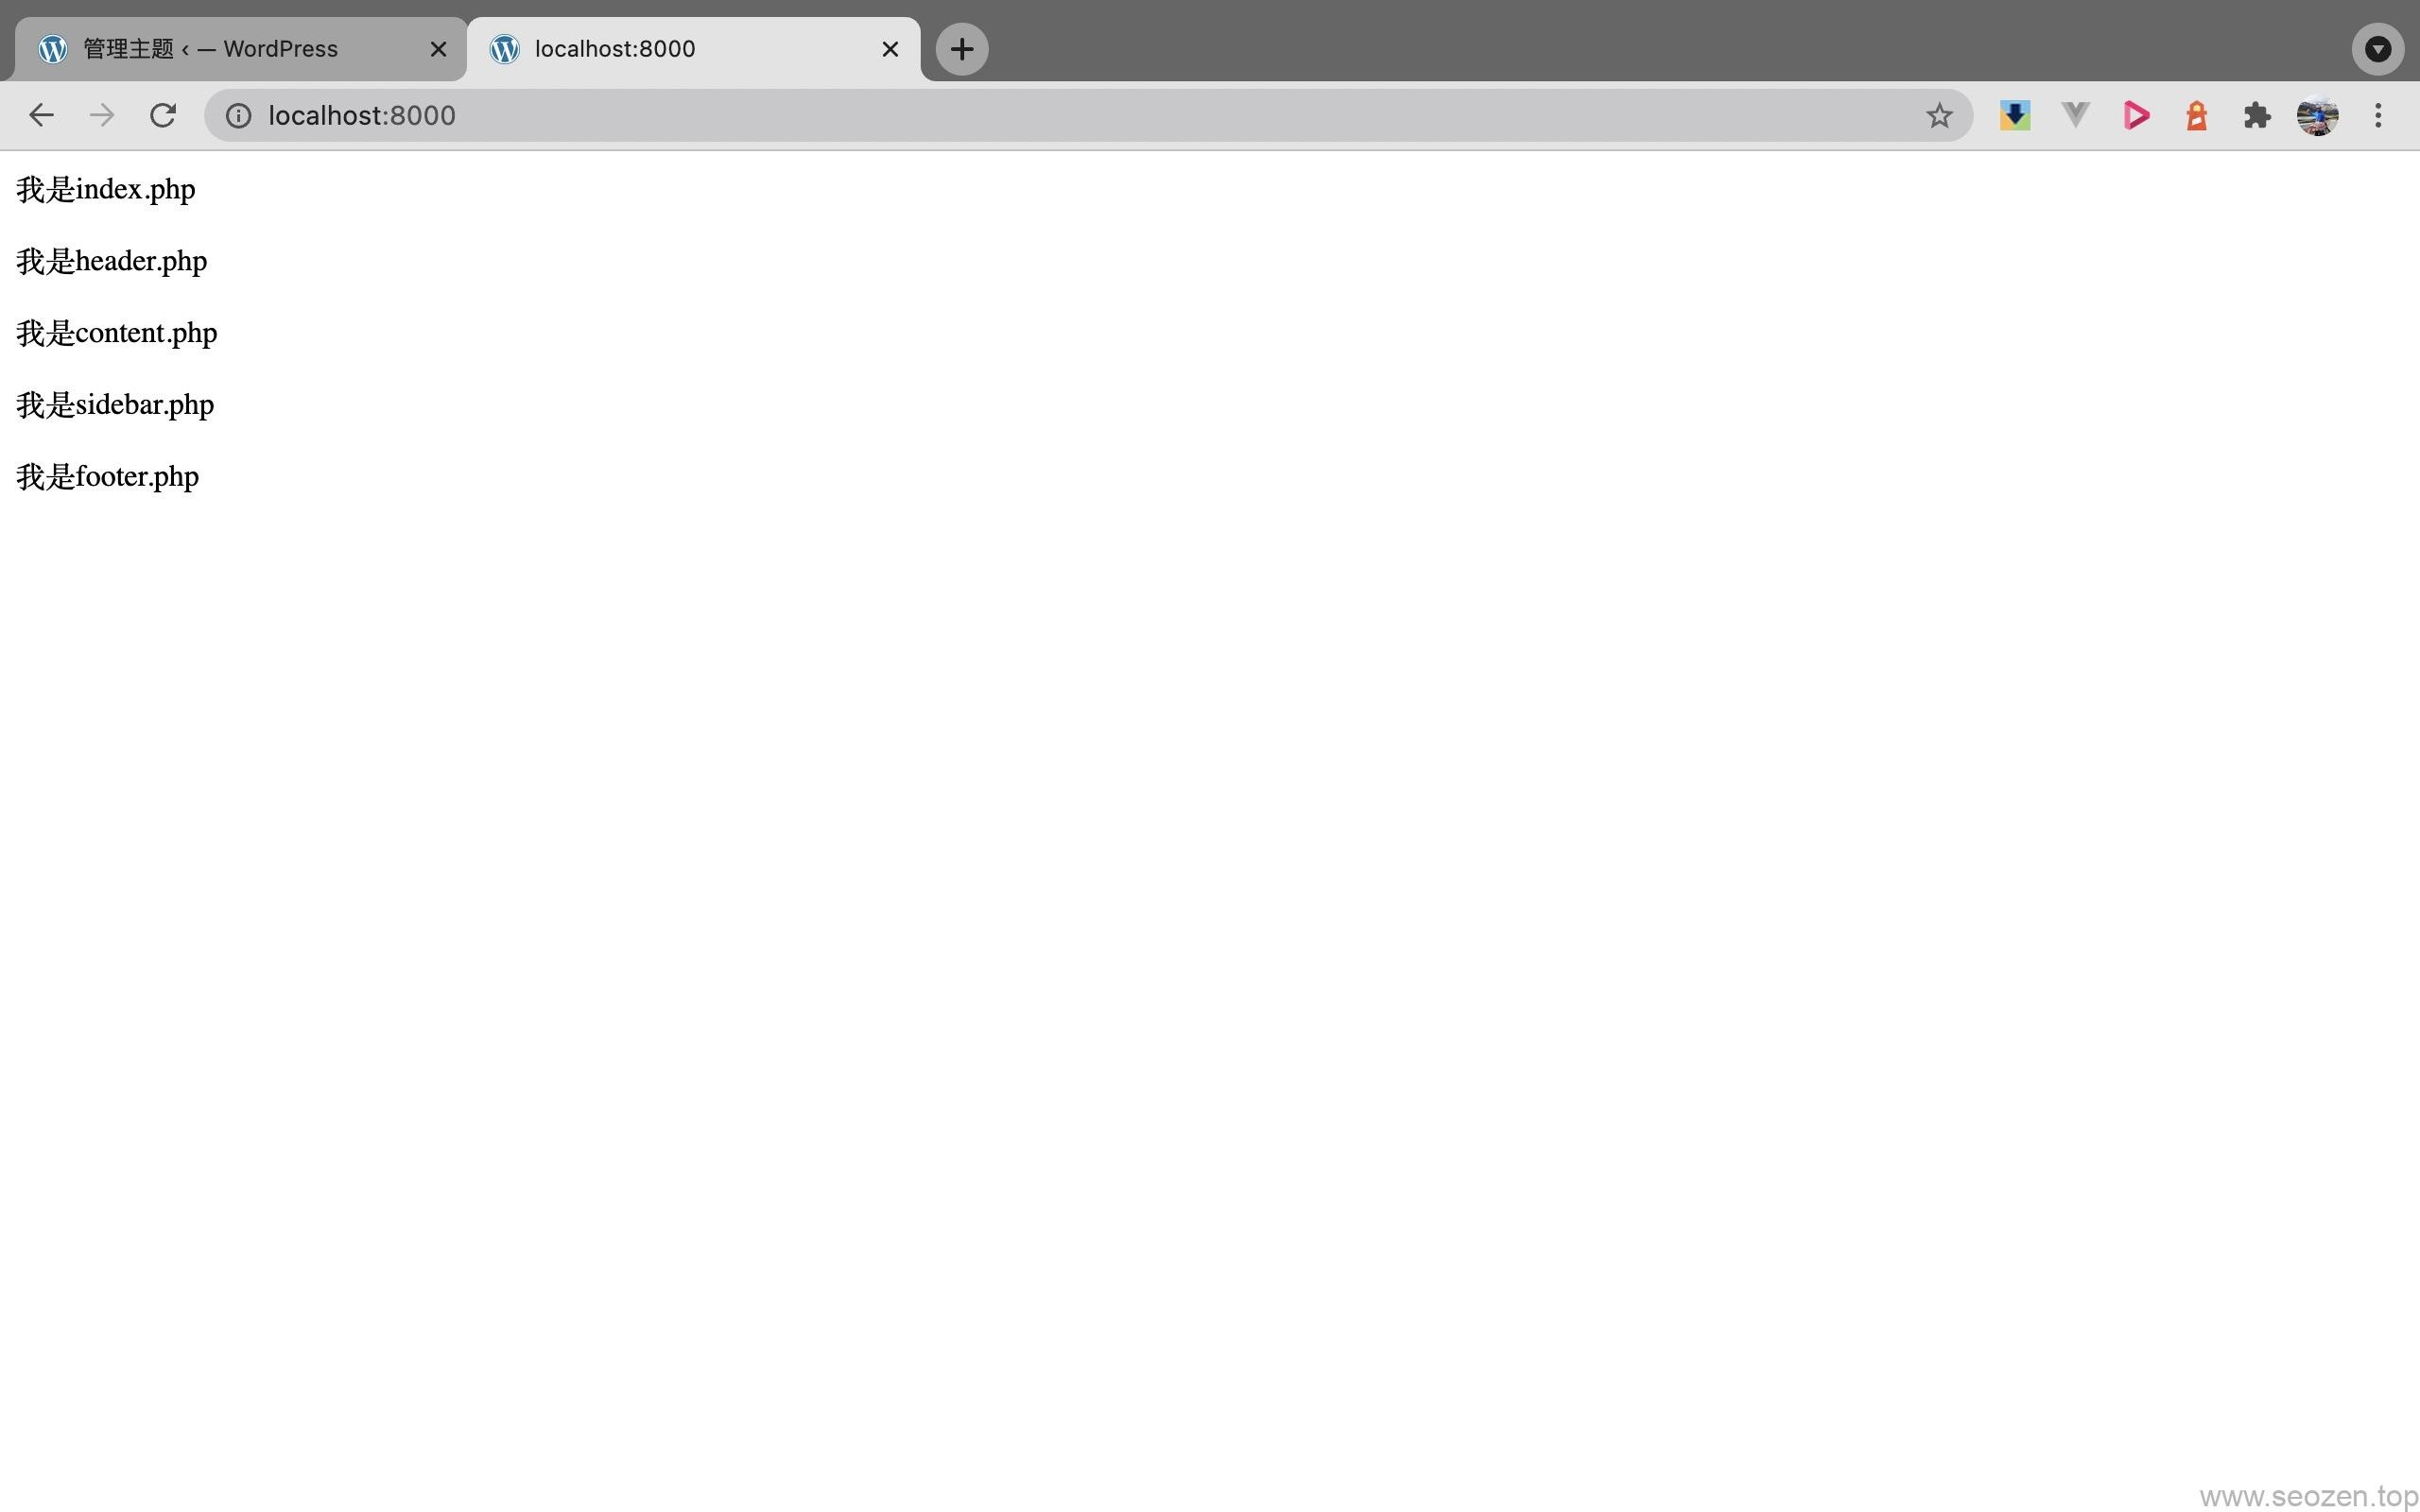 管理主题 ‹ — WordPress
localhost:8000
localhost:8000
我是index.php
我是header.php
我是content.php
我是sidebar.php
我是footer.php
www.seozen.top